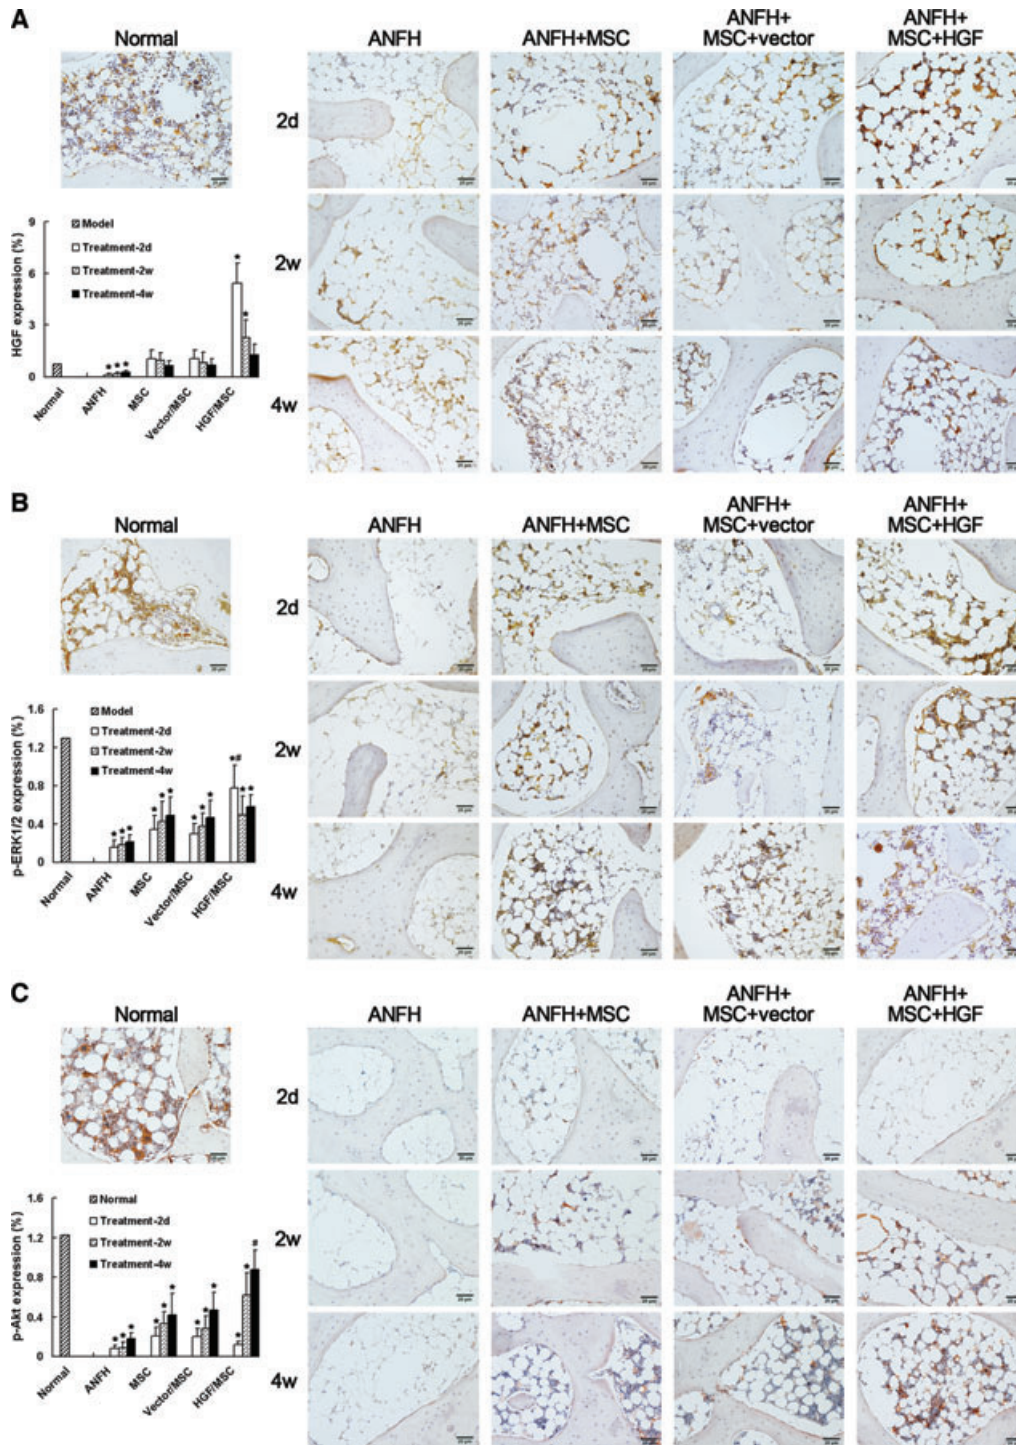 A
Normal
ANFH
ANFH+MSC
ANFH+
MSC+vector
ANFH+
MSC+HGF
2d
2w
4w
HGF expression (%)
9
6
3
0
Model
Treatment-2d
Treatment-2w
Treatment-4w
* * *
*
*
Normal
ANFH
MSC
Vector/MSC
HGF/MSC
B
Normal
ANFH
ANFH+MSC
ANFH+
MSC+vector
ANFH+
MSC+HGF
2d
2w
4w
p-ERK1/2 expression (%)
1.6
1.2
0.8
0.4
0
Model
Treatment-2d
Treatment-2w
Treatment-4w
* * *
* * *
* * *
*#
* *
Normal
ANFH
MSC
Vector/MSC
HGF/MSC
C
Normal
ANFH
ANFH+MSC
ANFH+
MSC+vector
ANFH+
MSC+HGF
2d
2w
4w
p-Akt expression (%)
1.6
1.2
0.8
0.4
0
Normal
Treatment-2d
Treatment-2w
Treatment-4w
* * *
* * *
* * *
* *
#
Normal
ANFH
MSC
Vector/MSC
HGF/MSC